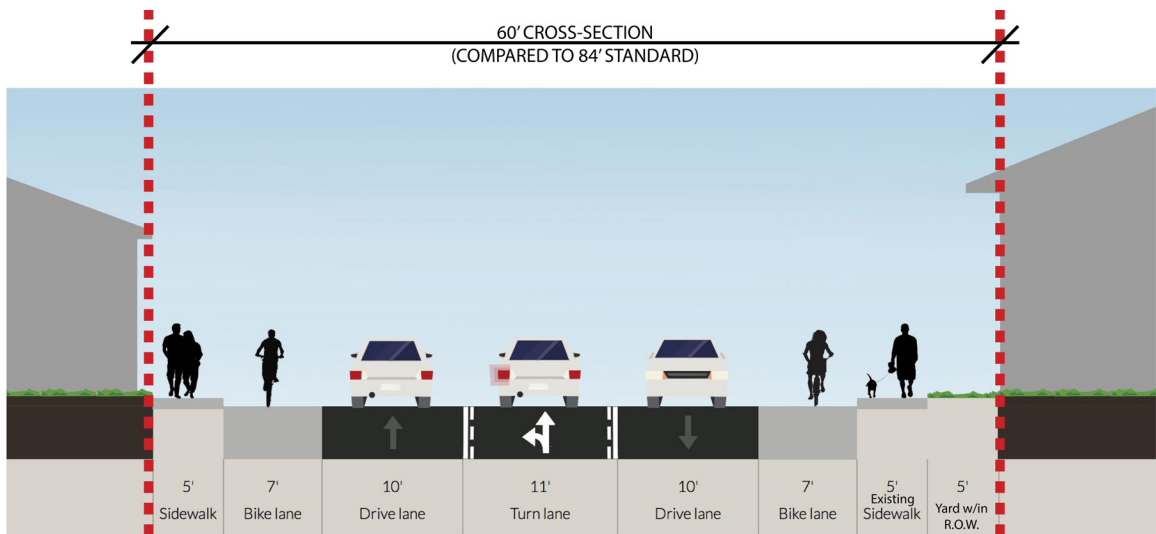 60' CROSS-SECTION
(COMPARED TO 84' STANDARD)
5'
Sidewalk
7'
Bike lane
10'
Drive lane
11'
Turn lane
10'
Drive lane
7'
Bike lane
5'
Existing
Sidewalk
5'
Yard w/in
R.O.W.